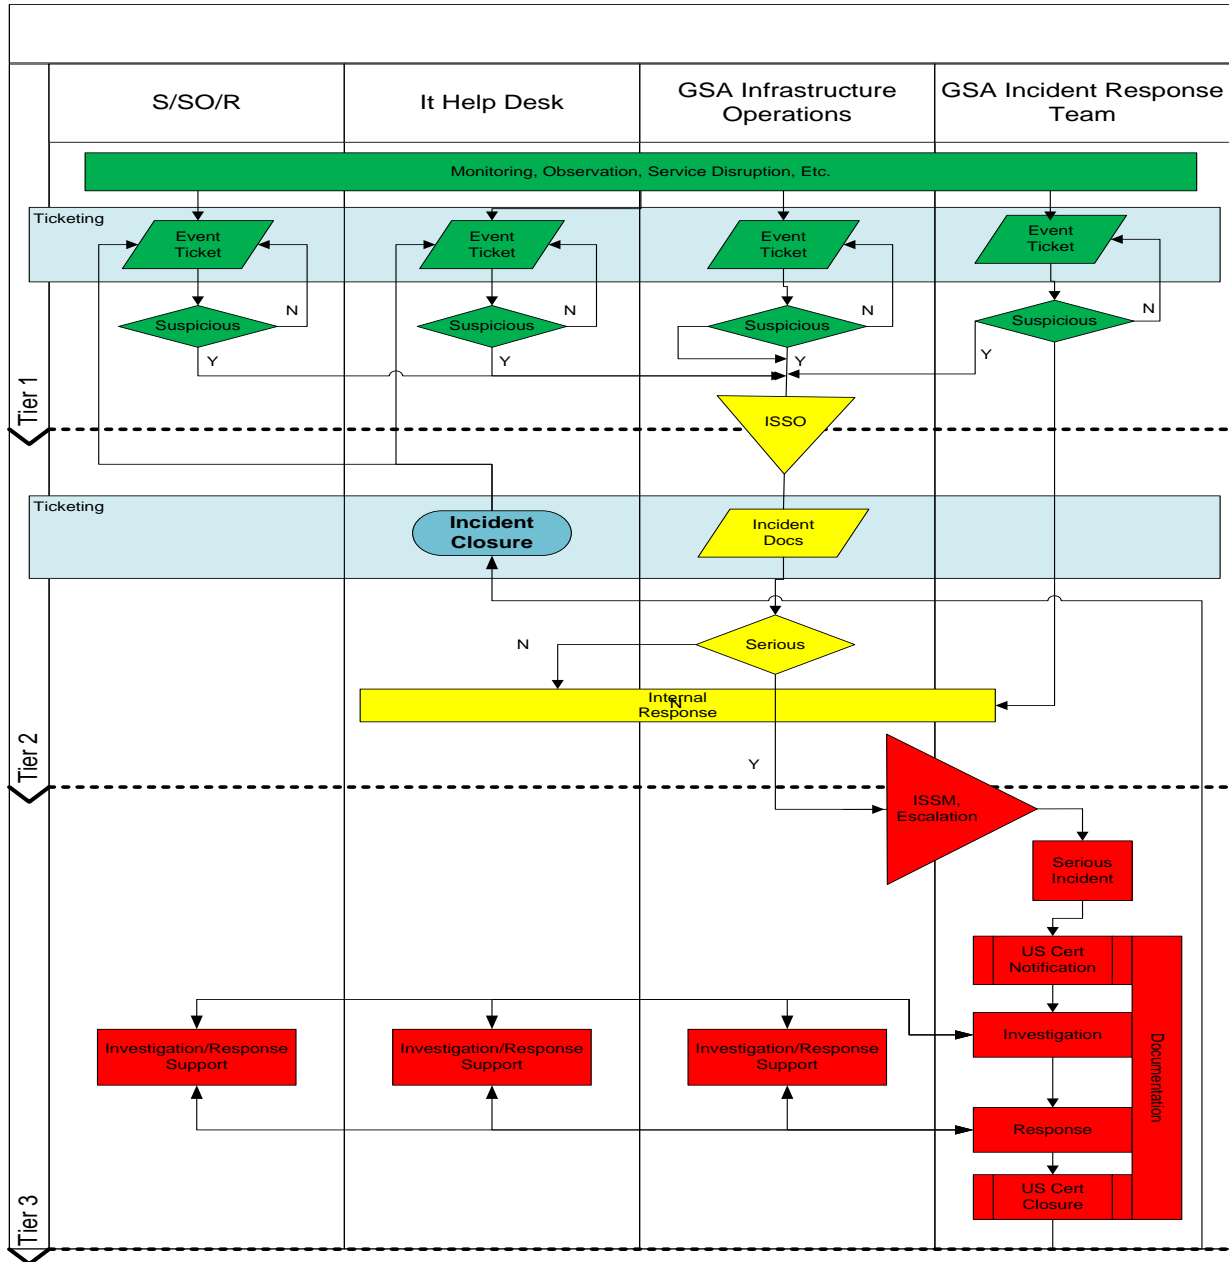 S/SO/R
It Help Desk
GSA Infrastructure
Operations
GSA Incident Response
Team
Monitoring, Observation, Service Disruption, Etc.
Ticketing
Event
Ticket
Event
Ticket
Event
Ticket
Event
Ticket
Suspicious
N
Suspicious
N
Suspicious
N
Suspicious
N
Y
Y
Y
Y
Tier 1
ISSO
Ticketing
Incident
Closure
Incident
Docs
N
Serious
Internal
Response
N
Y
Tier 2
ISSM,
Escalation
Serious
Incident
US Cert
Notification
Investigation/Response
Support
Investigation/Response
Support
Investigation/Response
Support
Investigation
Documentation
Response
US Cert
Closure
Tier 3